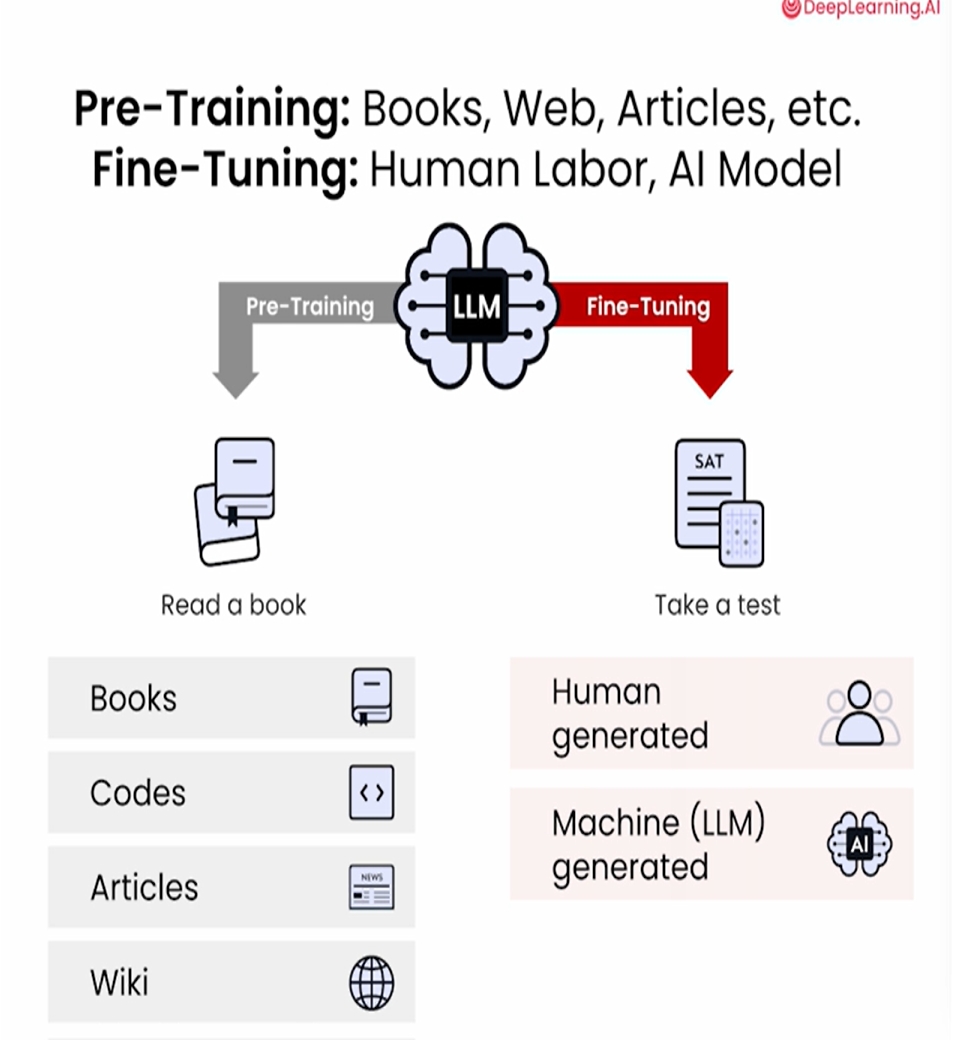 DeepLearning.AI
Pre-Training: Books, Web, Articles, etc.
Fine-Tuning: Human Labor, AI Model
Pre-Training
LLM
Fine-Tuning
SAT
Read a book
Take a test
Books
Codes
Articles
NEWS
Wiki
Human
generated
Machine (LLM)
generated
AI